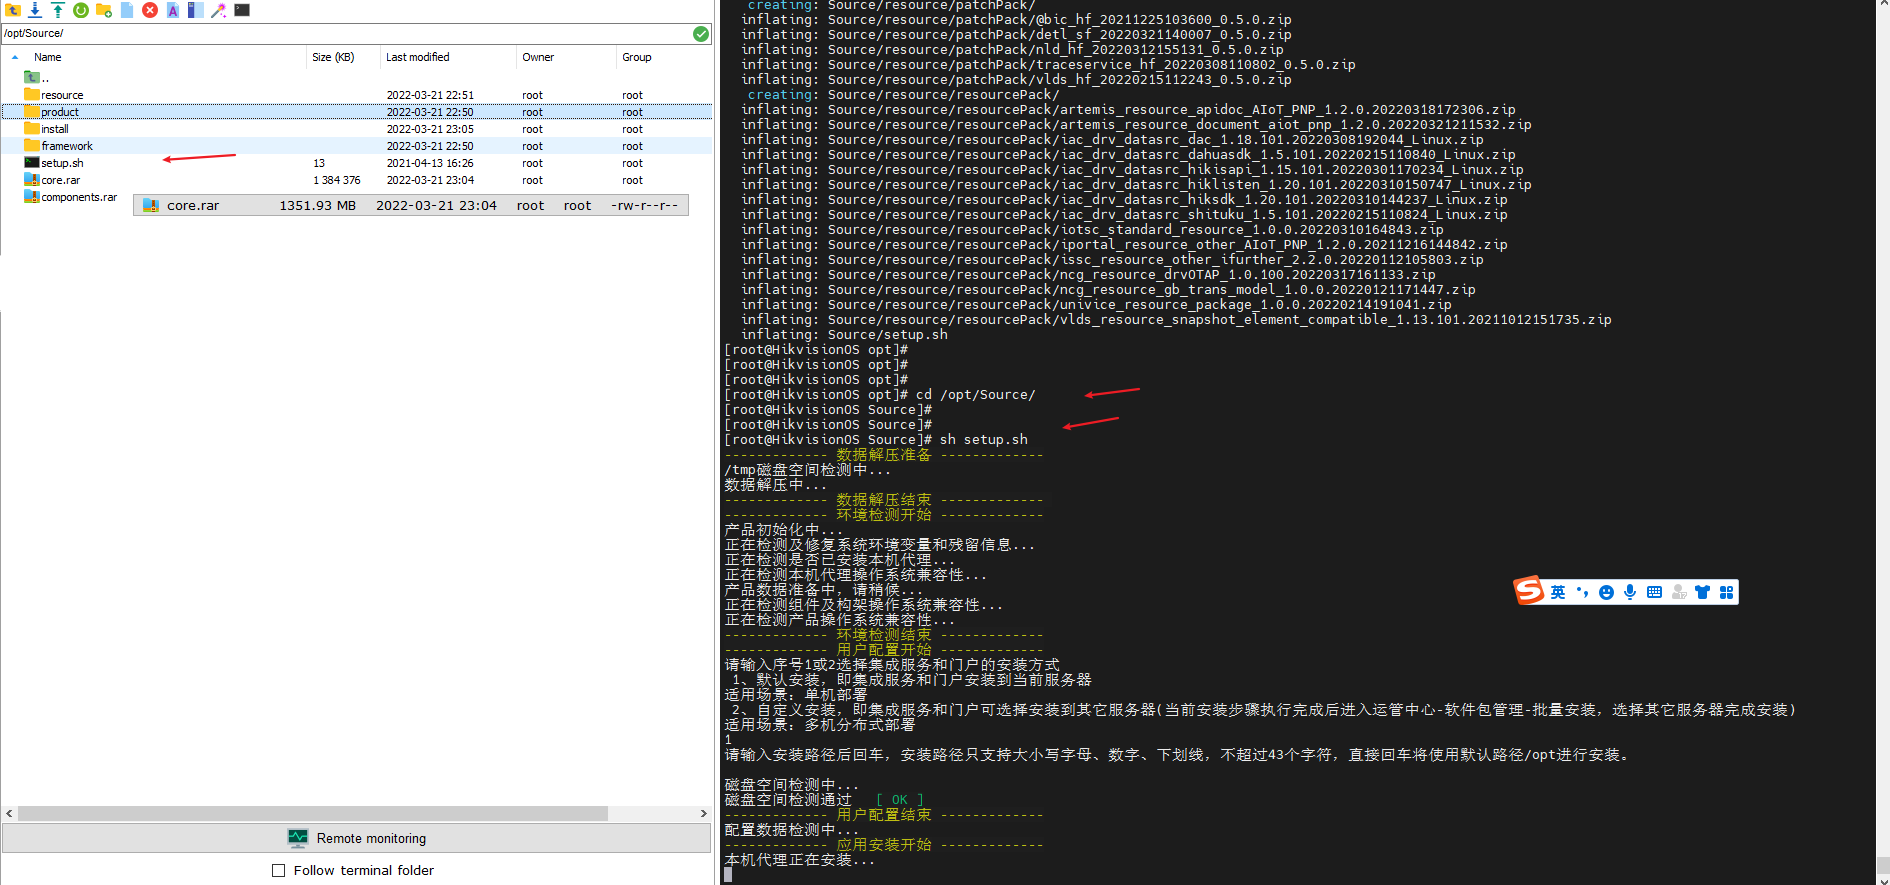 /opt/Source/
Name Size (KB) Last modified Owner Group
..
resource 2022-03-21 22:51 root root
product 2022-03-21 22:50 root root
install 2022-03-21 23:05 root root
framework 2022-03-21 22:50 root root
setup.sh 13 2021-04-13 16:26 root root
core.rar 1 384 376 2022-03-21 23:04 root root
components.rar
core.rar 1351.93 MB 2022-03-21 23:04 root root -rw-r--r--
Remote monitoring
Follow terminal folder
creating: Source/resource/patchPack/
inflating: Source/resource/patchPack/@bic_hf_20211225103600_0.5.0.zip
inflating: Source/resource/patchPack/detl_sf_20220321140007_0.5.0.zip
inflating: Source/resource/patchPack/nld_hf_20220312155131_0.5.0.zip
inflating: Source/resource/patchPack/traceservice_hf_20220308110802_0.5.0.zip
inflating: Source/resource/patchPack/vlds_hf_20220215112243_0.5.0.zip
creating: Source/resource/resourcePack/
inflating: Source/resource/resourcePack/artemis_resource_apidoc_AIoT_PNP_1.2.0.20220318172306.zip
inflating: Source/resource/resourcePack/artemis_resource_document_aiot_pnp_1.2.0.20220321211532.zip
inflating: Source/resource/resourcePack/iac_drv_datasrc_dac_1.18.101.20220308192044_Linux.zip
inflating: Source/resource/resourcePack/iac_drv_datasrc_dahuasdk_1.5.101.20220215110840_Linux.zip
inflating: Source/resource/resourcePack/iac_drv_datasrc_hikisapi_1.15.101.20220301170234_Linux.zip
inflating: Source/resource/resourcePack/iac_drv_datasrc_hiklisten_1.20.101.20220310150747_Linux.zip
inflating: Source/resource/resourcePack/iac_drv_datasrc_hiksdk_1.20.101.20220310144237_Linux.zip
inflating: Source/resource/resourcePack/iac_drv_datasrc_shituku_1.5.101.20220215110824_Linux.zip
inflating: Source/resource/resourcePack/iotsc_standard_resource_1.0.0.20220310164843.zip
inflating: Source/resource/resourcePack/iportal_resource_other_AIoT_PNP_1.2.0.20211216144842.zip
inflating: Source/resource/resourcePack/issc_resource_other_ifurther_2.2.0.20220112105803.zip
inflating: Source/resource/resourcePack/ncg_resource_drvOTAP_1.0.100.20220317161133.zip
inflating: Source/resource/resourcePack/ncg_resource_gb_trans_model_1.0.0.20220121171447.zip
inflating: Source/resource/resourcePack/univice_resource_package_1.0.0.20220214191041.zip
inflating: Source/resource/resourcePack/vlds_resource_snapshot_element_compatible_1.13.101.20211012151735.zip
inflating: Source/setup.sh
[root@HikvisionOS opt]#
[root@HikvisionOS opt]#
[root@HikvisionOS opt]#
[root@HikvisionOS opt]# cd /opt/Source/
[root@HikvisionOS Source]#
[root@HikvisionOS Source]#
[root@HikvisionOS Source]# sh setup.sh
------------- 数据解压准备 -------------
/tmp磁盘空间检测中...
数据解压中...
------------- 数据解压结束 -------------
------------- 环境检测开始 -------------
产品初始化中...
正在检测及修复系统环境变量和残留信息...
正在检测是否已安装本机代理...
正在检测本机代理操作系统兼容性...
产品数据准备中，请稍候...
正在检测组件及构架操作系统兼容性...
正在检测产品操作系统兼容性...
------------- 环境检测结束 -------------
------------- 用户配置开始 -------------
请输入序号1或2选择集成服务和门户的安装方式
1、默认安装，即集成服务和门户安装到当前服务器
适用场景：单机部署
2、自定义安装，即集成服务和门户可选择安装到其它服务器(当前安装步骤执行完成后进入运管中心-软件包管理-批量安装，选择其它服务器完成安装)
适用场景：多机分布式部署
1
请输入安装路径后回车，安装路径只支持大小写字母、数字、下划线，不超过43个字符，直接回车将使用默认路径/opt进行安装。
磁盘空间检测中...
磁盘空间检测通过 [ OK ]
------------- 用户配置结束 -------------
配置数据检测中...
------------- 应用安装开始 -------------
本机代理正在安装...
英